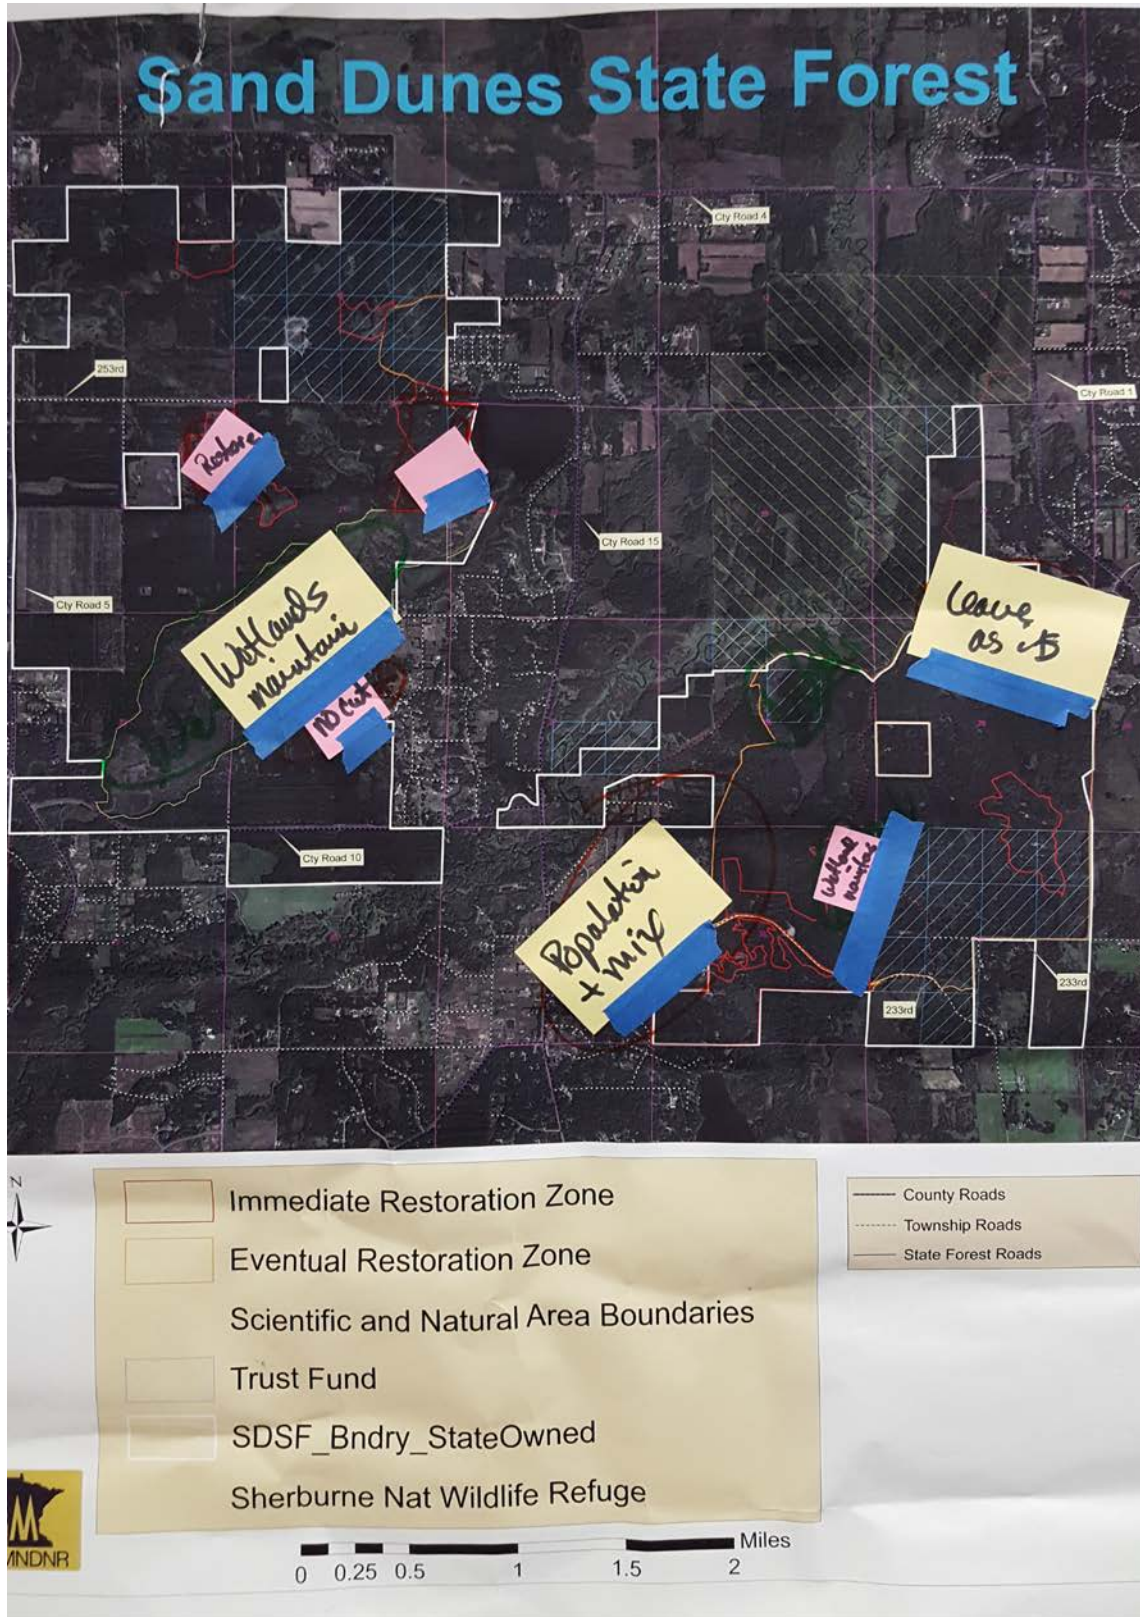 Sand Dunes State Forest
Cty Road 4
253rd
Cty Road 1
Restore
Cty Road 15
Cty Road 5
Wetlands
maintain
Leave
as is
no cut
Cty Road 10
Wetland
Population
+ mix
233rd
233rd
N
Immediate Restoration Zone
Eventual Restoration Zone
Scientific and Natural Area Boundaries
Trust Fund
SDSF_Bndry_StateOwned
Sherburne Nat Wildlife Refuge
County Roads
Township Roads
State Forest Roads
MNDNR
Miles
0 0.25 0.5 1 1.5 2